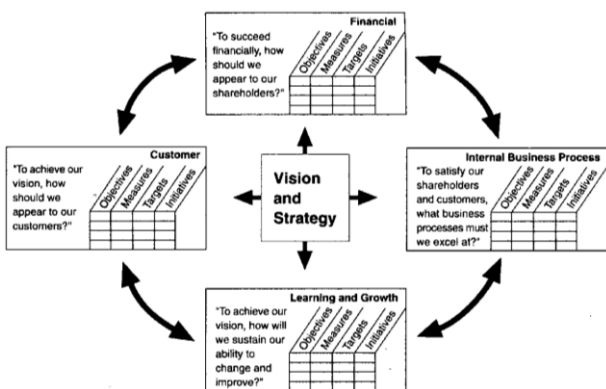 Financial
"To succeed
financially, how
should we
appear to our
shareholders?"
Objectives
Measures
Targets
Initiatives
Customer
"To achieve our
vision, how
should we
appear to our
customers?"
Objectives
Measures
Targets
Initiatives
Vision
and
Strategy
Internal Business Process
"To satisfy our
shareholders
and customers,
what business
processes must
we excel at?"
Objectives
Measures
Targets
Initiatives
Learning and Growth
"To achieve our
vision, how will
we sustain our
ability to
change and
improve?"
Objectives
Measures
Targets
Initiatives